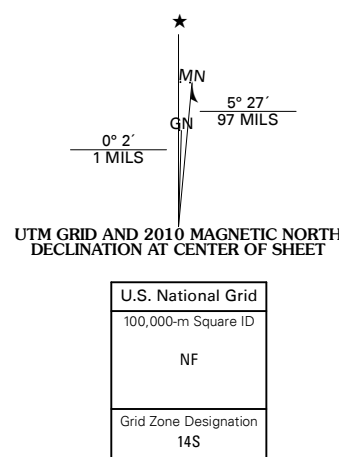 ★
MN
GN
5° 27´
97 MILS
0° 2´
1 MILS
UTM GRID AND 2010 MAGNETIC NORTH
DECLINATION AT CENTER OF SHEET
U.S. National Grid
100,000-m Square ID
NF
Grid Zone Designation
14S